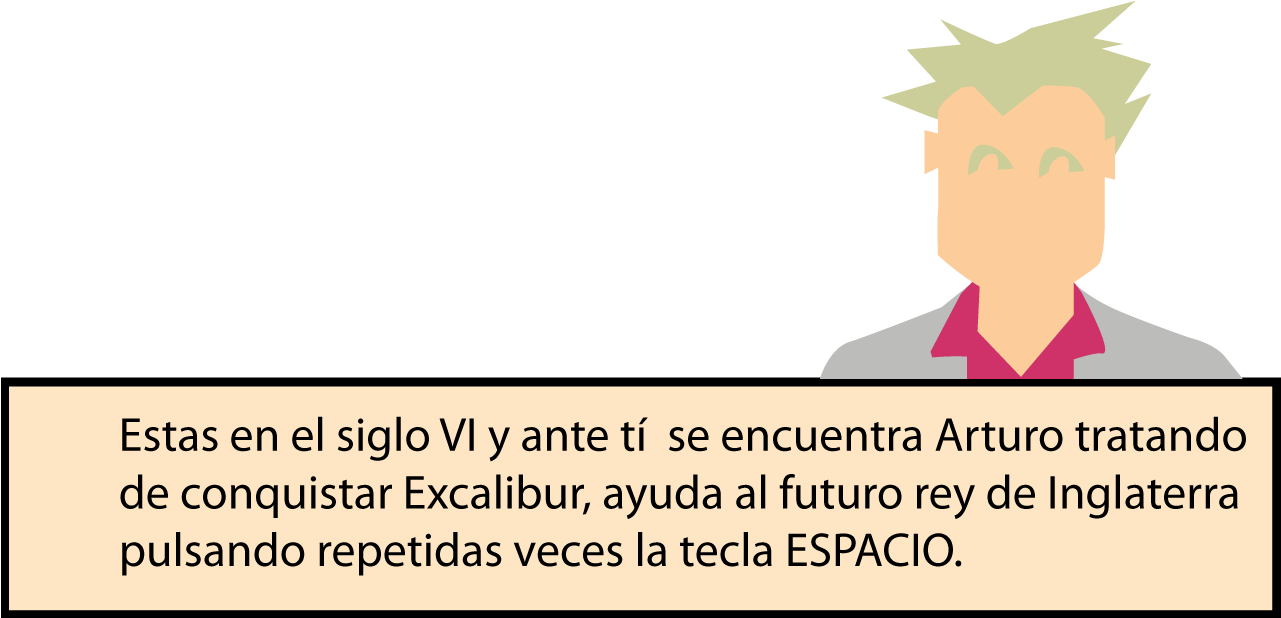 Estas en el siglo VI y ante tí  se encuentra Arturo tratando
de conquistar Excalibur, ayuda al futuro rey de Inglaterra
pulsando repetidas veces la tecla ESPACIO.